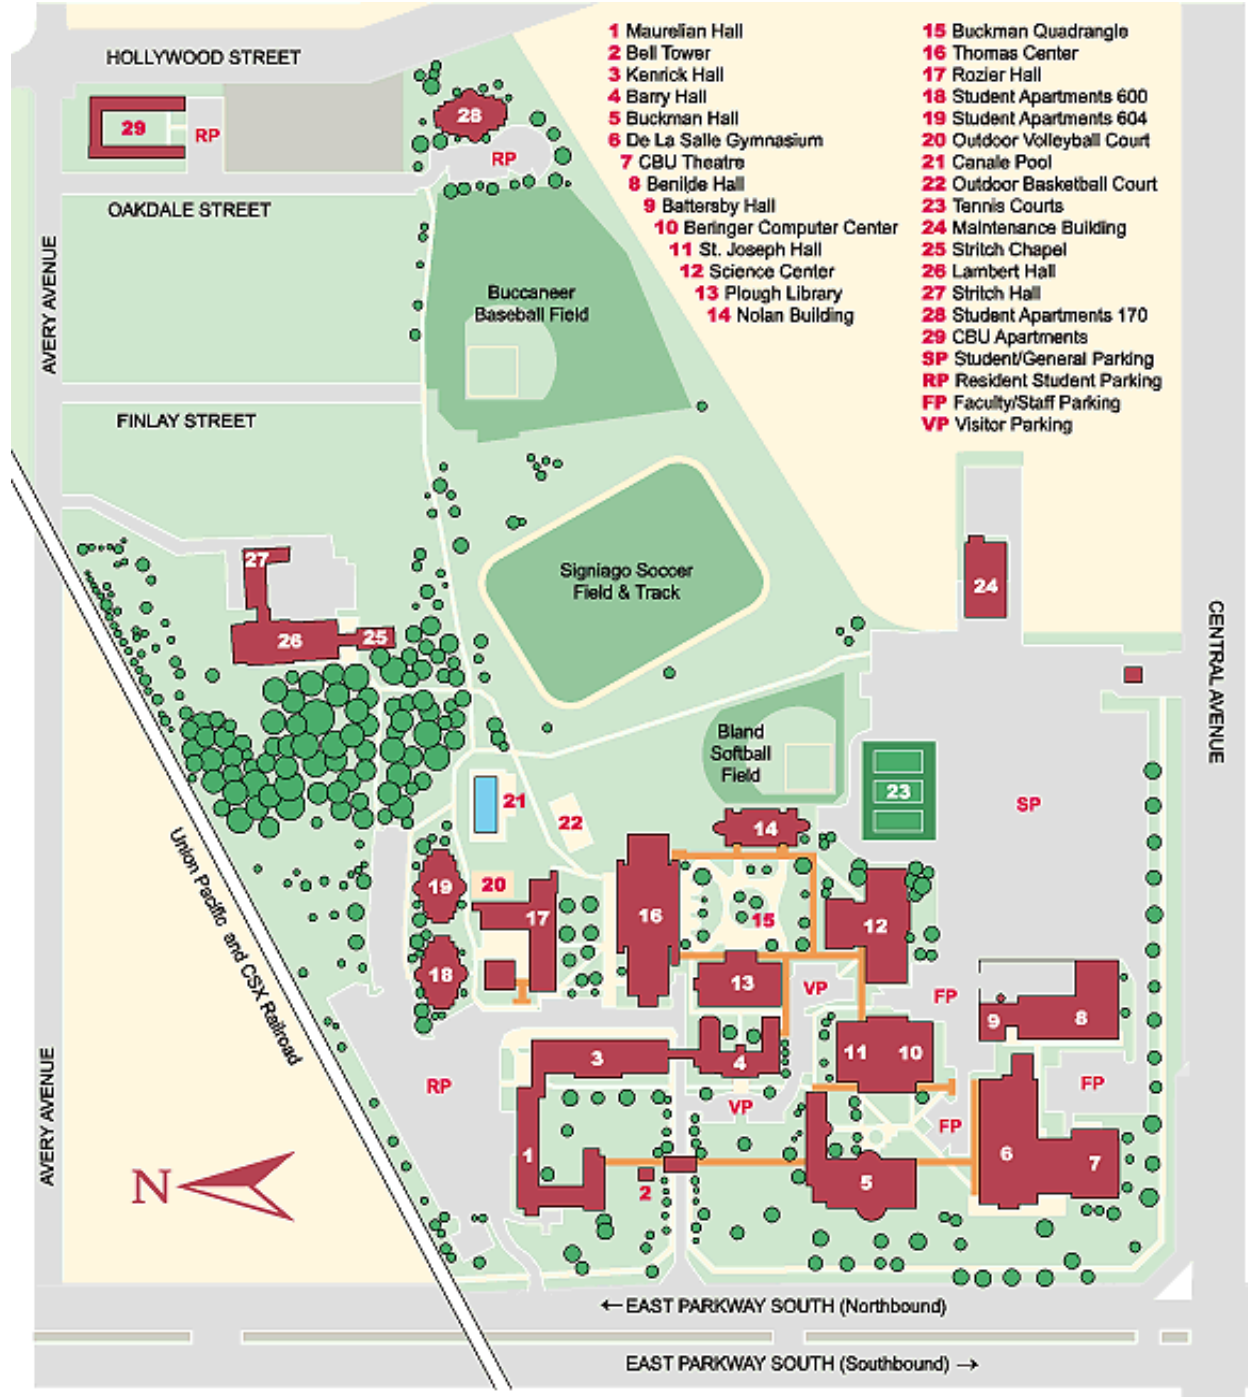 1 Maurelian Hall
2 Bell Tower
3 Kenrick Hall
4 Barry Hall
5 Buckman Hall
6 De La Salle Gymnasium
7 CBU Theatre
8 Benilde Hall
9 Battersby Hall
10 Beringer Computer Center
11 St. Joseph Hall
12 Science Center
13 Plough Library
14 Nolan Building
15 Buckman Quadrangle
16 Thomas Center
17 Rozier Hall
18 Student Apartments 600
19 Student Apartments 604
20 Outdoor Volleyball Court
21 Canale Pool
22 Outdoor Basketball Court
23 Tennis Courts
24 Maintenance Building
25 Stritch Chapel
26 Lambert Hall
27 Stritch Hall
28 Student Apartments 170
29 CBU Apartments
SP Student/General Parking
RP Resident Student Parking
FP Faculty/Staff Parking
VP Visitor Parking
HOLLYWOOD STREET
28
29
RP
RP
OAKDALE STREET
AVERY AVENUE
Buccaneer
Baseball Field
FINLAY STREET
27
26
25
Signiago Soccer
Field & Track
24
CENTRAL AVENUE
Bland
Softball
Field
23
SP
21
22
14
Union Pacific and CSX Railroad
19
20
17
16
15
12
18
13
VP
FP
9
8
3
4
11
10
RP
VP
FP
FP
AVERY AVENUE
N
1
2
5
6
7
←EAST PARKWAY SOUTH (Northbound)
EAST PARKWAY SOUTH (Southbound) →